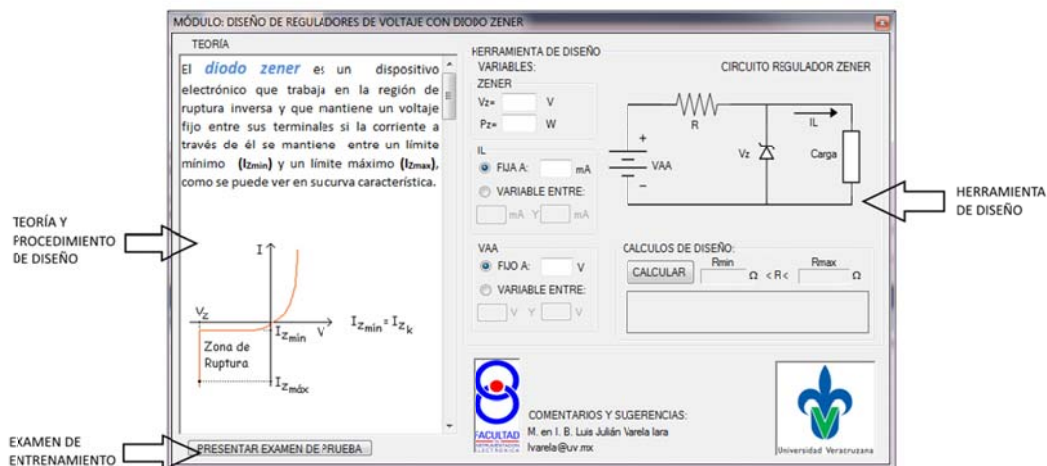 MÓDULO: DISEÑO DE REGULADORES DE VOLTAJE CON DIODO ZENER
TEORÍA
El diodo zener es un dispositivo
electrónico que trabaja en la región de
ruptura inversa y que mantiene un voltaje
fijo entre sus terminales si la corriente a
través de él se mantiene entre un límite
mínimo (Izmin) y un límite máximo (Izmax),
como se puede ver en su curva característica.
I
Vz
V
Izmin
Izmin = Izk
Zona de
Ruptura
Izmáx
PRESENTAR EXAMEN DE PRUEBA
HERRAMIENTA DE DISEÑO
VARIABLES:
ZENER
Vz= V
Pz= W
IL
FIJA A: mA
VARIABLE ENTRE:
mA Y mA
VAA
FIJO A: V
VARIABLE ENTRE:
V Y V
CIRCUITO REGULADOR ZENER
R
IL
+
VAA
−
Vz
Carga
CALCULOS DE DISEÑO:
Rmin Rmax
CALCULAR Ω < R < Ω
FACULTAD
DE
INSTRUMENTACION
ELECTRONICA
COMENTARIOS Y SUGERENCIAS:
M. en I. B. Luis Julián Varela lara
lvarela@uv.mx
Universidad Veracruzana
TEORÍA Y
PROCEDIMIENTO
DE DISEÑO
EXAMEN DE
ENTRENAMIENTO
HERRAMIENTA
DE DISEÑO